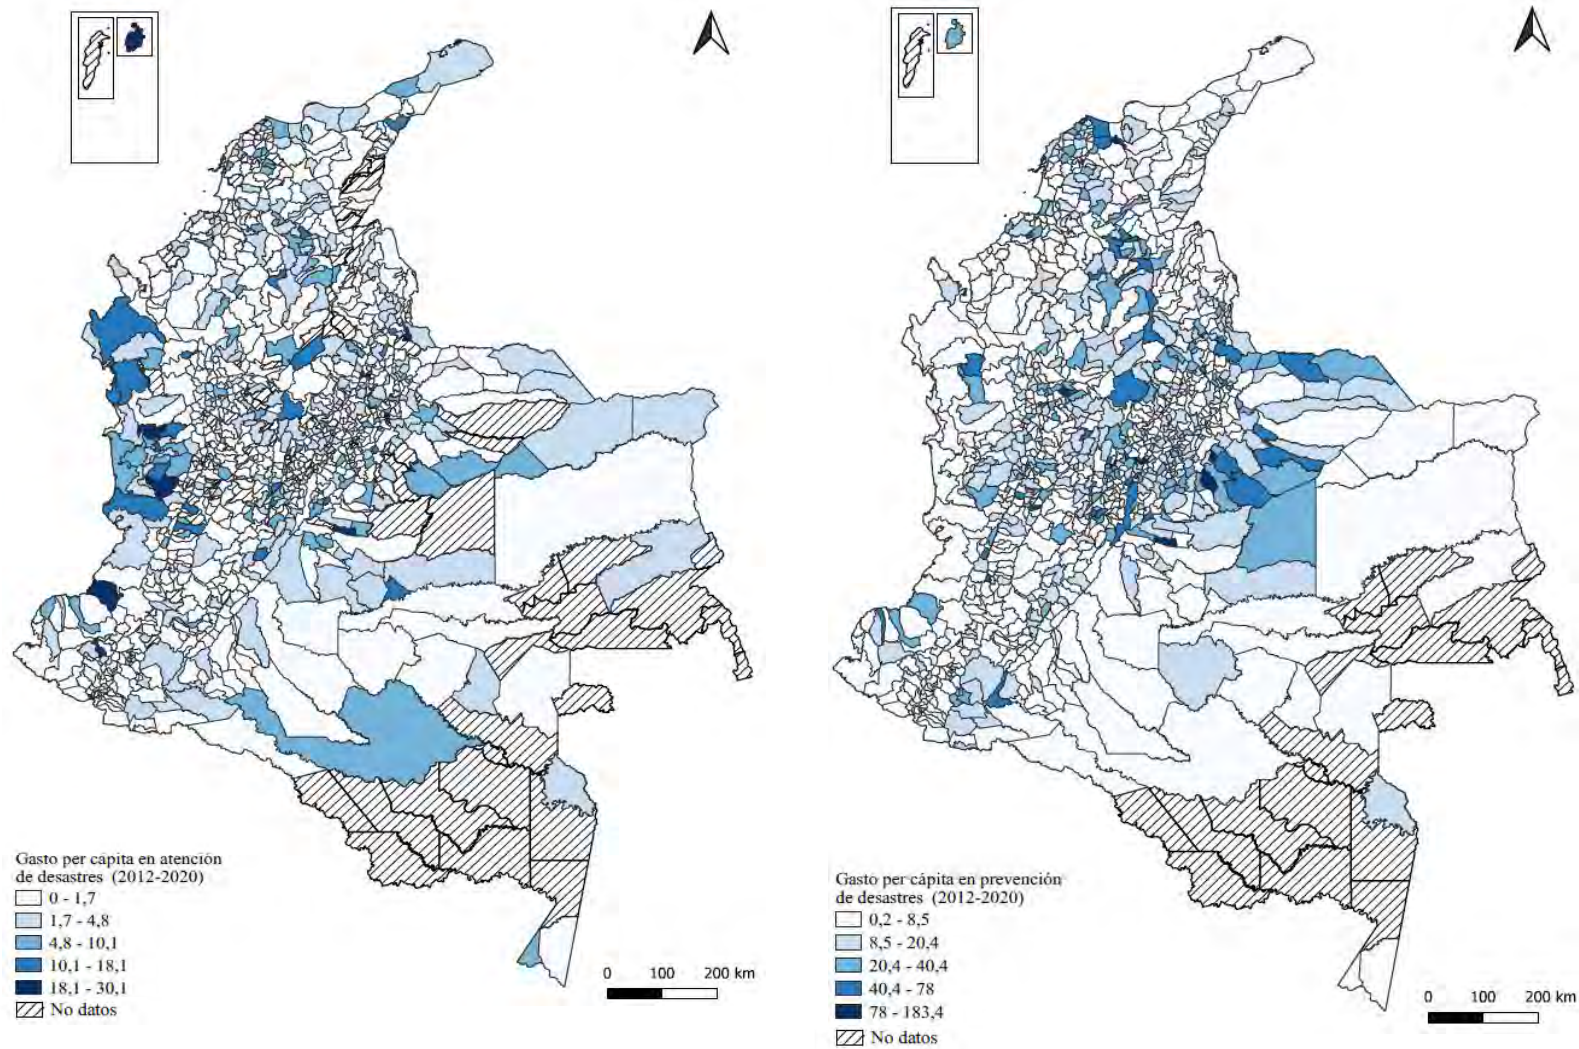 Gasto per cápita en atención
de desastres (2012-2020)
0 - 1,7
1,7 - 4,8
4,8 - 10,1
10,1 - 18,1
18,1 - 30,1
No datos
0 100 200 km
Gasto per cápita en prevención
de desastres (2012-2020)
0,2 - 8,5
8,5 - 20,4
20,4 - 40,4
40,4 - 78
78 - 183,4
No datos
0 100 200 km